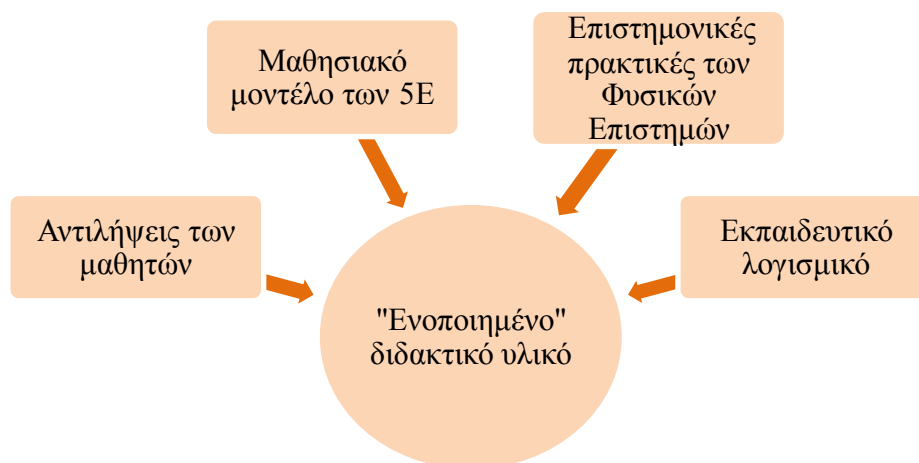 Μαθησιακό
μοντέλο των 5Ε
Επιστημονικές
πρακτικές των
Φυσικών
Επιστημών
Αντιλήψεις των
μαθητών
Εκπαιδευτικό
λογισμικό
"Ενοποιημένο"
διδακτικό υλικό